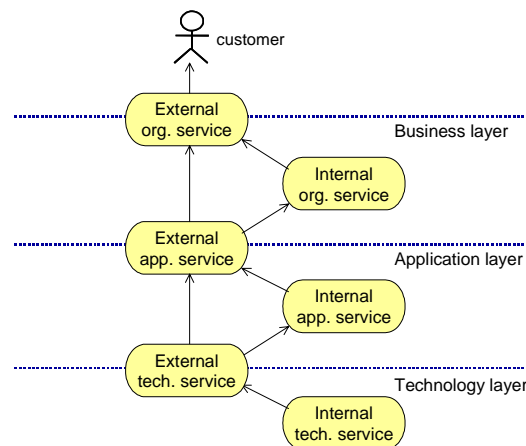 customer
External
org. service
Business layer
Internal
org. service
External
app. service
Application layer
Internal
app. service
External
tech. service
Technology layer
Internal
tech. service